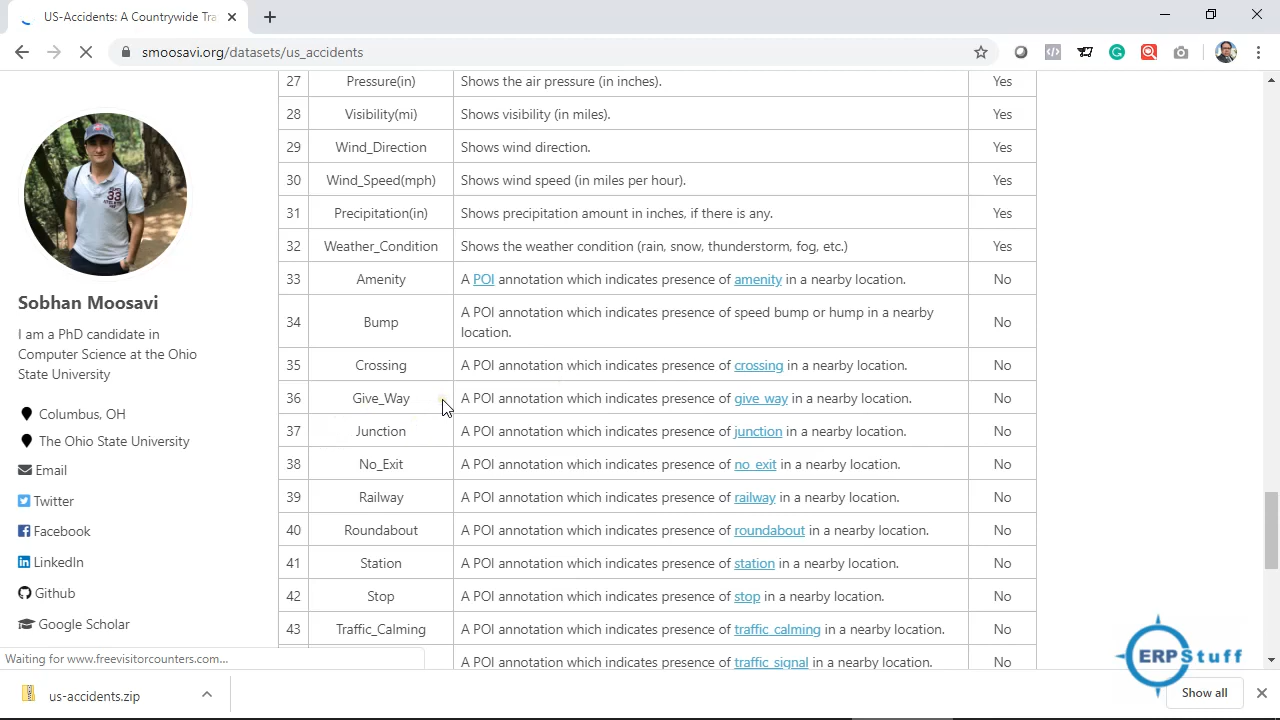 US-Accidents: A Countrywide Tra
smoosavi.org/datasets/us_accidents
27 Pressure(in) Shows the air pressure (in inches). Yes
28 Visibility(mi) Shows visibility (in miles). Yes
29 Wind_Direction Shows wind direction. Yes
30 Wind_Speed(mph) Shows wind speed (in miles per hour). Yes
31 Precipitation(in) Shows precipitation amount in inches, if there is any. Yes
32 Weather_Condition Shows the weather condition (rain, snow, thunderstorm, fog, etc.) Yes
33 Amenity A POI annotation which indicates presence of amenity in a nearby location. No
34 Bump A POI annotation which indicates presence of speed bump or hump in a nearby
location. No
35 Crossing A POI annotation which indicates presence of crossing in a nearby location. No
36 Give_Way A POI annotation which indicates presence of give_way in a nearby location. No
37 Junction A POI annotation which indicates presence of junction in a nearby location. No
38 No_Exit A POI annotation which indicates presence of no_exit in a nearby location. No
39 Railway A POI annotation which indicates presence of railway in a nearby location. No
40 Roundabout A POI annotation which indicates presence of roundabout in a nearby location. No
41 Station A POI annotation which indicates presence of station in a nearby location. No
42 Stop A POI annotation which indicates presence of stop in a nearby location. No
43 Traffic_Calming A POI annotation which indicates presence of traffic_calming in a nearby location. No
A POI annotation which indicates presence of traffic_signal in a nearby location. No
33
Sobhan Moosavi
I am a PhD candidate in
Computer Science at the Ohio
State University
Columbus, OH
The Ohio State University
Email
Twitter
Facebook
LinkedIn
Github
Google Scholar
Waiting for www.freevisitorcounters.com...
ERPStuff
us-accidents.zip
Show all